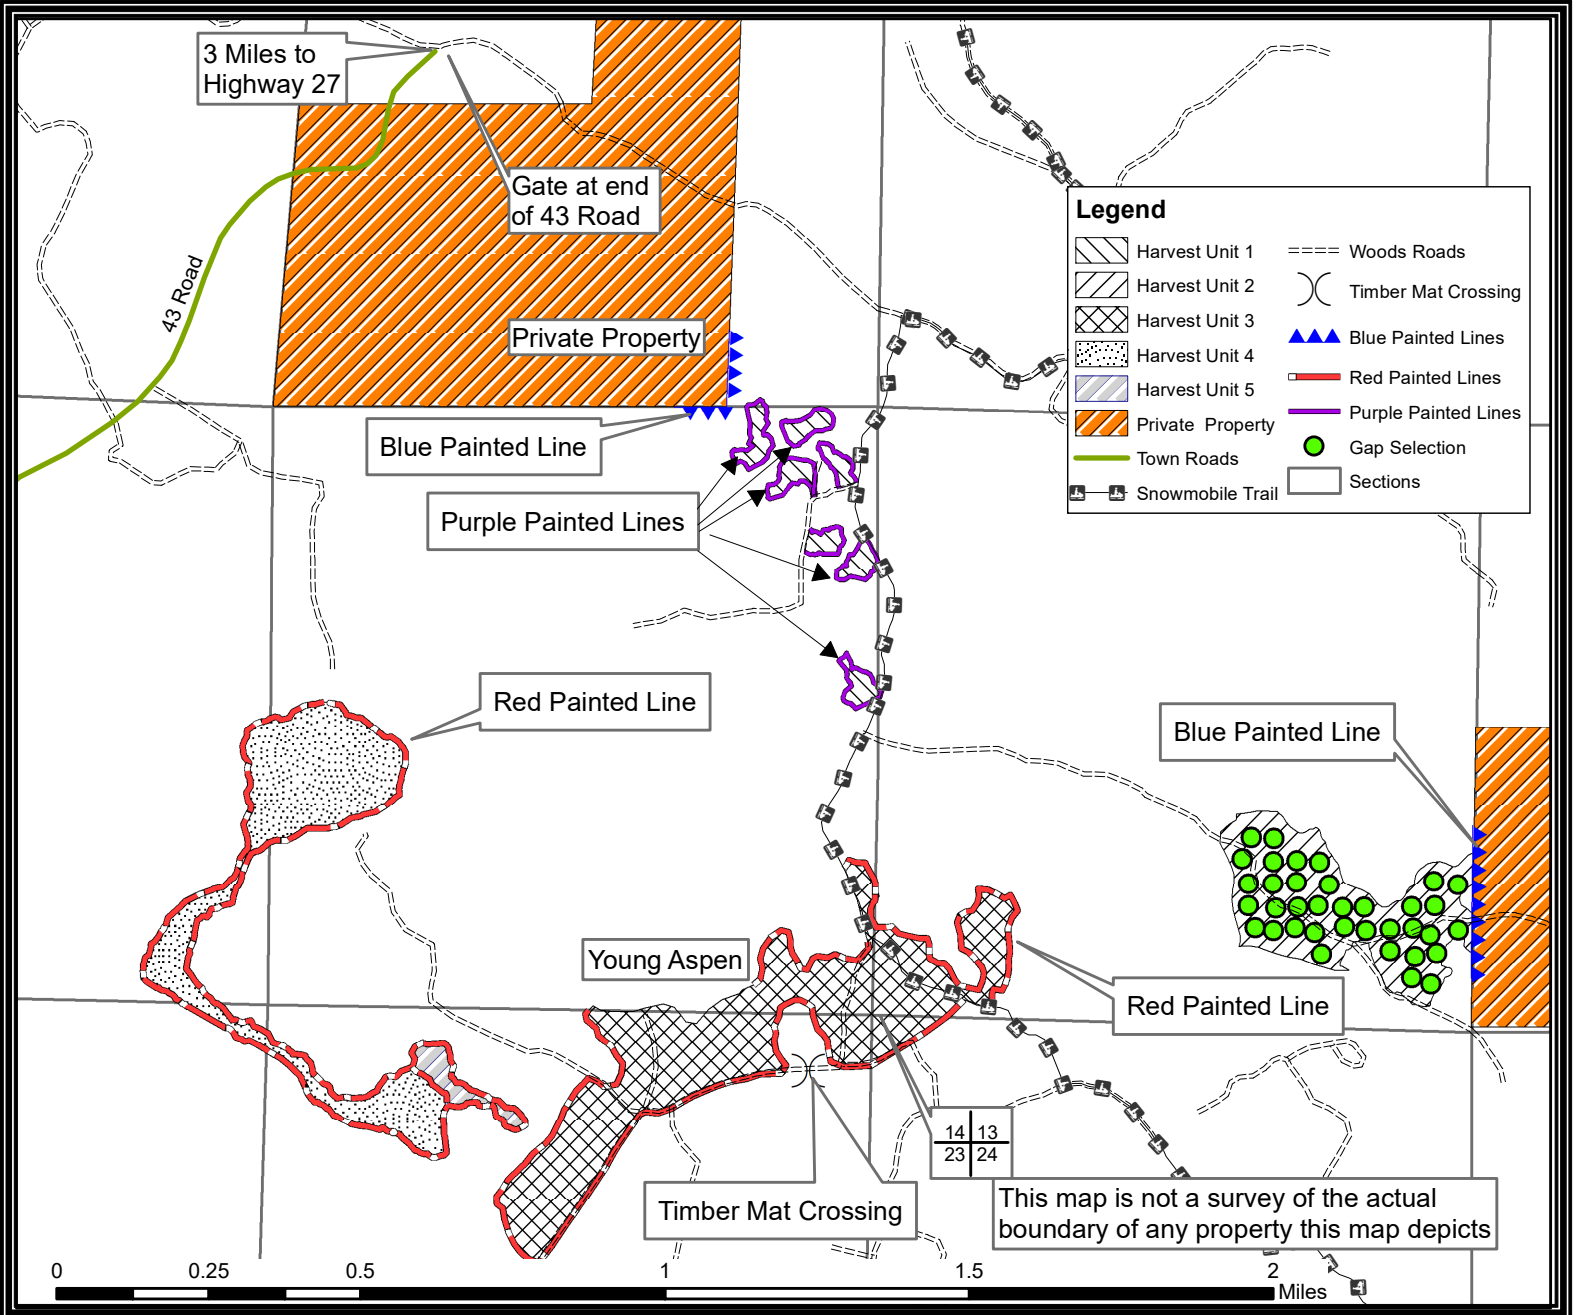 3 Miles to
Highway 27
Gate at end
of 43 Road
43 Road
Private Property
Blue Painted Line
Purple Painted Lines
Red Painted Line
Legend
Harvest Unit 1
Harvest Unit 2
Harvest Unit 3
Harvest Unit 4
Harvest Unit 5
Private Property
Town Roads
Snowmobile Trail
Woods Roads
Timber Mat Crossing
Blue Painted Lines
Red Painted Lines
Purple Painted Lines
Gap Selection
Sections
Blue Painted Line
Young Aspen
Red Painted Line
14 13
23 24
Timber Mat Crossing
This map is not a survey of the actual
boundary of any property this map depicts
0 0.25 0.5 1 1.5 2
Miles